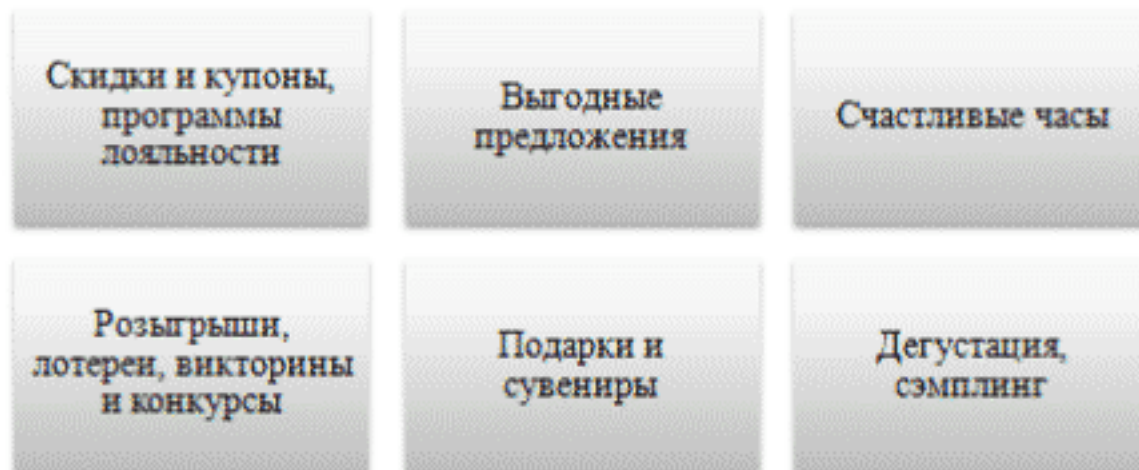 Скидки и купоны,
программы
лояльности
Выгодные
предложения
Счастливые часы
Розыгрыши,
лотереи, викторины
и конкурсы
Подарки и
сувениры
Дегустация,
сэмплинг